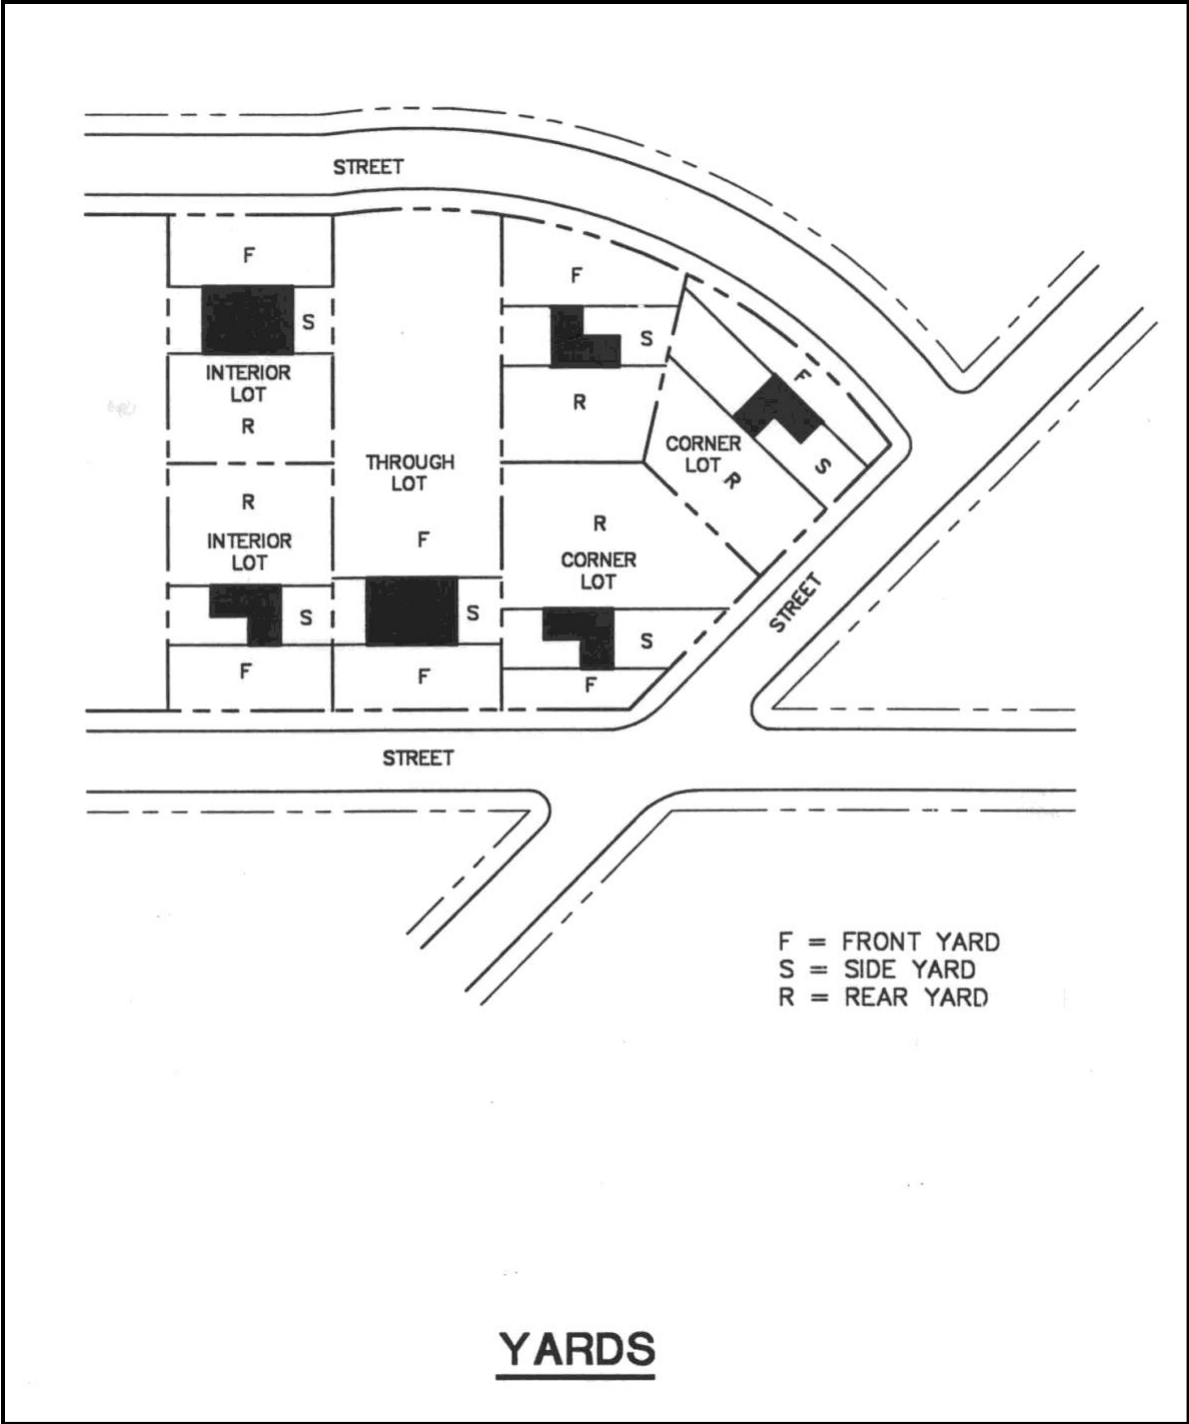 STREET
F
S
INTERIOR
LOT
R
R
INTERIOR
LOT
S
F
THROUGH
LOT
F
S
F
F
S
R
F
S
CORNER
LOT
R
R
CORNER
LOT
S
F
STREET
STREET
F = FRONT YARD
S = SIDE YARD
R = REAR YARD
YARDS